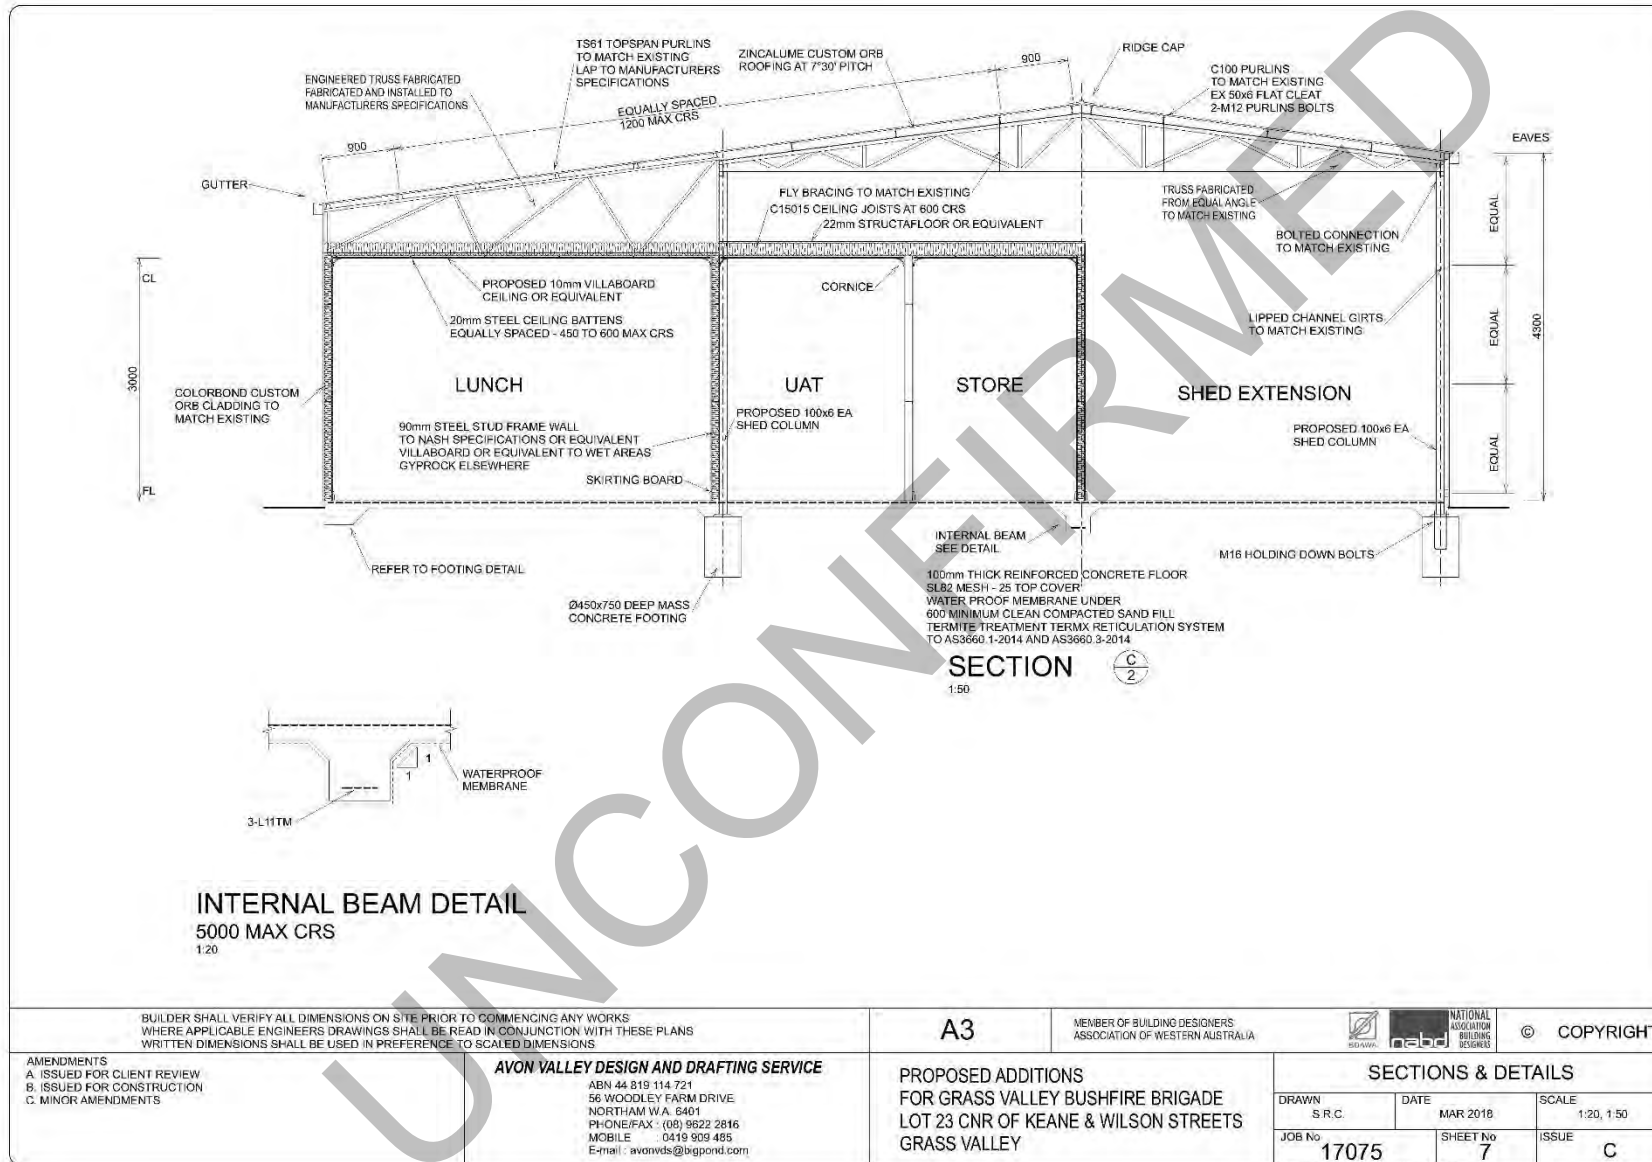 TS61 TOPSPAN PURLINS
TO MATCH EXISTING
LAP TO MANUFACTURERS
SPECIFICATIONS
ZINCALUME CUSTOM ORB
ROOFING AT 7°30' PITCH
900
RIDGE CAP
ENGINEERED TRUSS FABRICATED
FABRICATED AND INSTALLED TO
MANUFACTURERS SPECIFICATIONS
C100 PURLINS
TO MATCH EXISTING
EX 50x6 FLAT CLEAT
2-M12 PURLINS BOLTS
EQUALLY SPACED
1200 MAX CRS
900
EAVES
GUTTER
FLY BRACING TO MATCH EXISTING
C15015 CEILING JOISTS AT 600 CRS
22mm STRUCTAFLOOR OR EQUIVALENT
TRUSS FABRICATED
FROM EQUAL ANGLE
TO MATCH EXISTING
BOLTED CONNECTION
TO MATCH EXISTING
EQUAL
CL
PROPOSED 10mm VILLABOARD
CEILING OR EQUIVALENT
CORNICE
20mm STEEL CEILING BATTENS
EQUALLY SPACED - 450 TO 600 MAX CRS
LIPPED CHANNEL GIRTS
TO MATCH EXISTING
EQUAL
4300
3000
COLORBOND CUSTOM
ORB CLADDING TO
MATCH EXISTING
LUNCH
UAT
STORE
SHED EXTENSION
PROPOSED 100x6 EA
SHED COLUMN
90mm STEEL STUD FRAME WALL
TO NASH SPECIFICATIONS OR EQUIVALENT
VILLABOARD OR EQUIVALENT TO WET AREAS
GYPROCK ELSEWHERE
PROPOSED 100x6 EA
SHED COLUMN
EQUAL
SKIRTING BOARD
FL
INTERNAL BEAM
SEE DETAIL
M16 HOLDING DOWN BOLTS
REFER TO FOOTING DETAIL
100mm THICK REINFORCED CONCRETE FLOOR
SL82 MESH - 25 TOP COVER
WATER PROOF MEMBRANE UNDER
600 MINIMUM CLEAN COMPACTED SAND FILL
TERMITE TREATMENT TERMX RETICULATION SYSTEM
TO AS3660.1-2014 AND AS3660.3-2014
Ø450x750 DEEP MASS
CONCRETE FOOTING
SECTION
C
2
1:50
1
1
WATERPROOF
MEMBRANE
3-L11TM
INTERNAL BEAM DETAIL
5000 MAX CRS
1:20
UNCONFIRMED
BUILDER SHALL VERIFY ALL DIMENSIONS ON SITE PRIOR TO COMMENCING ANY WORKS
WHERE APPLICABLE ENGINEERS DRAWINGS SHALL BE READ IN CONJUNCTION WITH THESE PLANS
WRITTEN DIMENSIONS SHALL BE USED IN PREFERENCE TO SCALED DIMENSIONS
A3
MEMBER OF BUILDING DESIGNERS
ASSOCIATION OF WESTERN AUSTRALIA
BDAWA
nabd
NATIONAL
ASSOCIATION
BUILDING
DESIGNERS
© COPYRIGHT
AMENDMENTS
A. ISSUED FOR CLIENT REVIEW
B. ISSUED FOR CONSTRUCTION
C. MINOR AMENDMENTS
AVON VALLEY DESIGN AND DRAFTING SERVICE
ABN 44 819 114 721
56 WOODLEY FARM DRIVE
NORTHAM W.A. 6401
PHONE/FAX : (08) 9622 2816
MOBILE : 0419 909 485
E-mail : avonvds@bigpond.com
PROPOSED ADDITIONS
FOR GRASS VALLEY BUSHFIRE BRIGADE
LOT 23 CNR OF KEANE & WILSON STREETS
GRASS VALLEY
SECTIONS & DETAILS
DRAWN
S.R.C.
DATE
MAR 2018
SCALE
1:20, 1:50
JOB No
17075
SHEET No
7
ISSUE
C